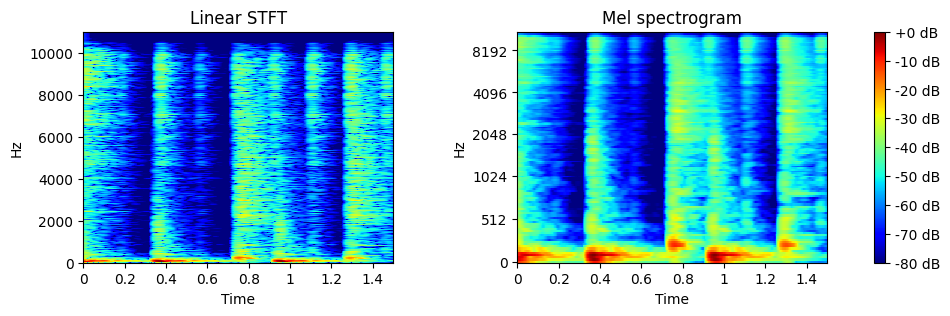 Linear STFT
Hz
10000
8000
6000
4000
2000
0
0.2
0.4
0.6
0.8
1
1.2
1.4
Time
Mel spectrogram
Hz
8192
4096
2048
1024
512
0
0
0.2
0.4
0.6
0.8
1
1.2
1.4
Time
+0 dB
-10 dB
-20 dB
-30 dB
-40 dB
-50 dB
-60 dB
-70 dB
-80 dB